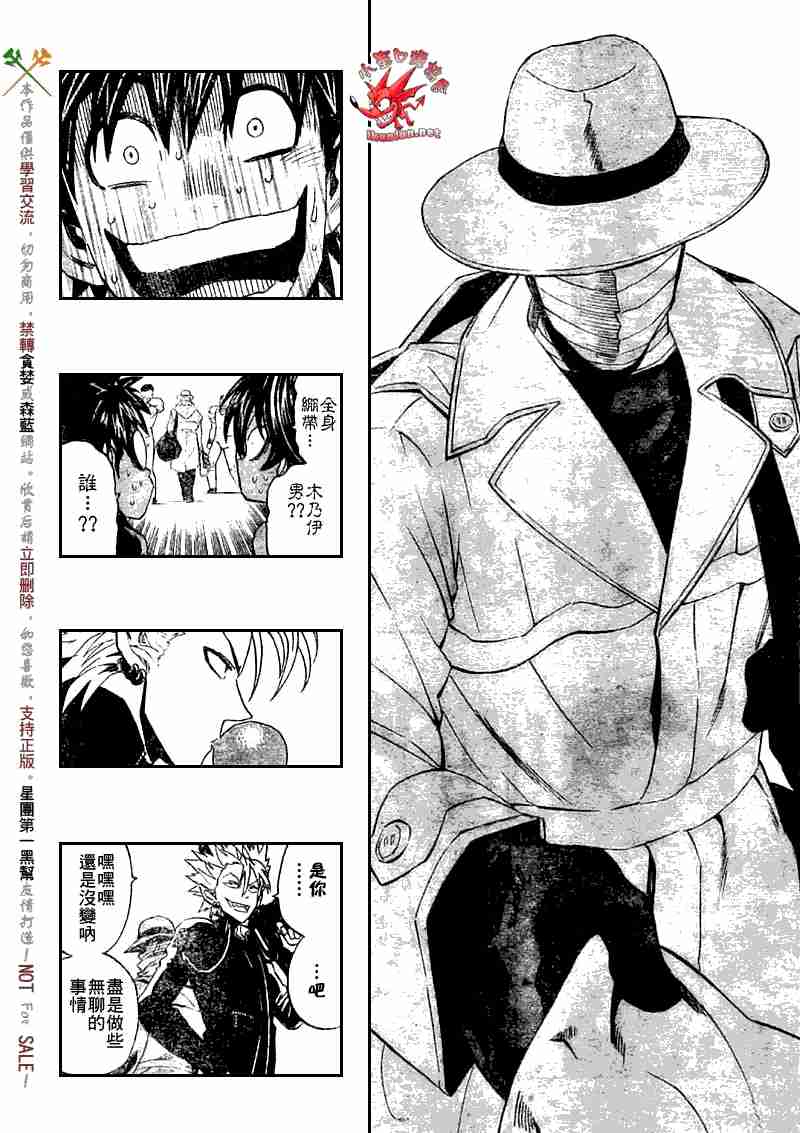 全身
繃帶…
木乃伊
男??
誰…??
是你
……
…吧
嘿嘿嘿
還是沒變吶
盡是做些
無聊的
事情
本作品僅供學習交流，切勿商用，禁轉貪婪或森藍網站。欣賞后請立即刪除，如您喜歡，支持正版。星團第一黑幫友情打造—NOT For SALE—